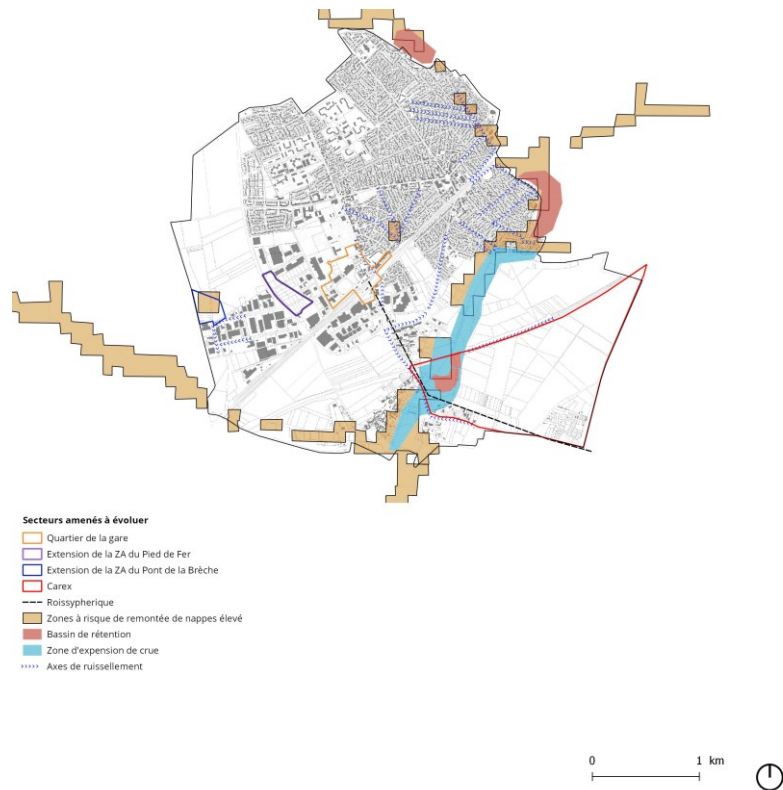 Secteurs amenés à évoluer
Quartier de la gare
Extension de la ZA du Pied de Fer
Extension de la ZA du Pont de la Brèche
Carex
Roissypherique
Zones à risque de remontée de nappes élevé
Bassin de rétention
Zone d'expension de crue
Axes de ruissellement
0 1 km